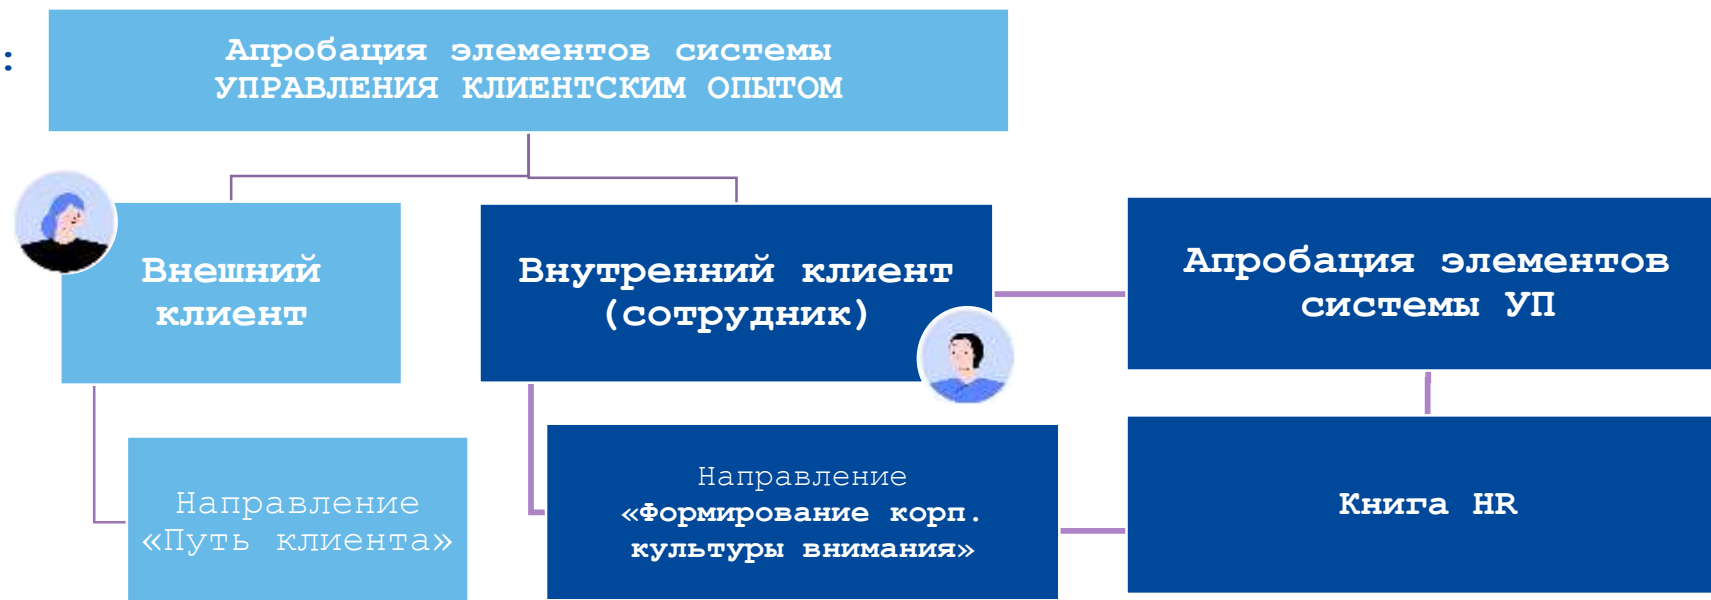 :
Апробация элементов системы
УПРАВЛЕНИЯ КЛИЕНТСКИМ ОПЫТОМ
Внешний
клиент
Внутренний клиент
(сотрудник)
Апробация элементов
системы УП
Направление
«Путь клиента»
Направление
«Формирование корп.
культуры внимания»
Книга HR